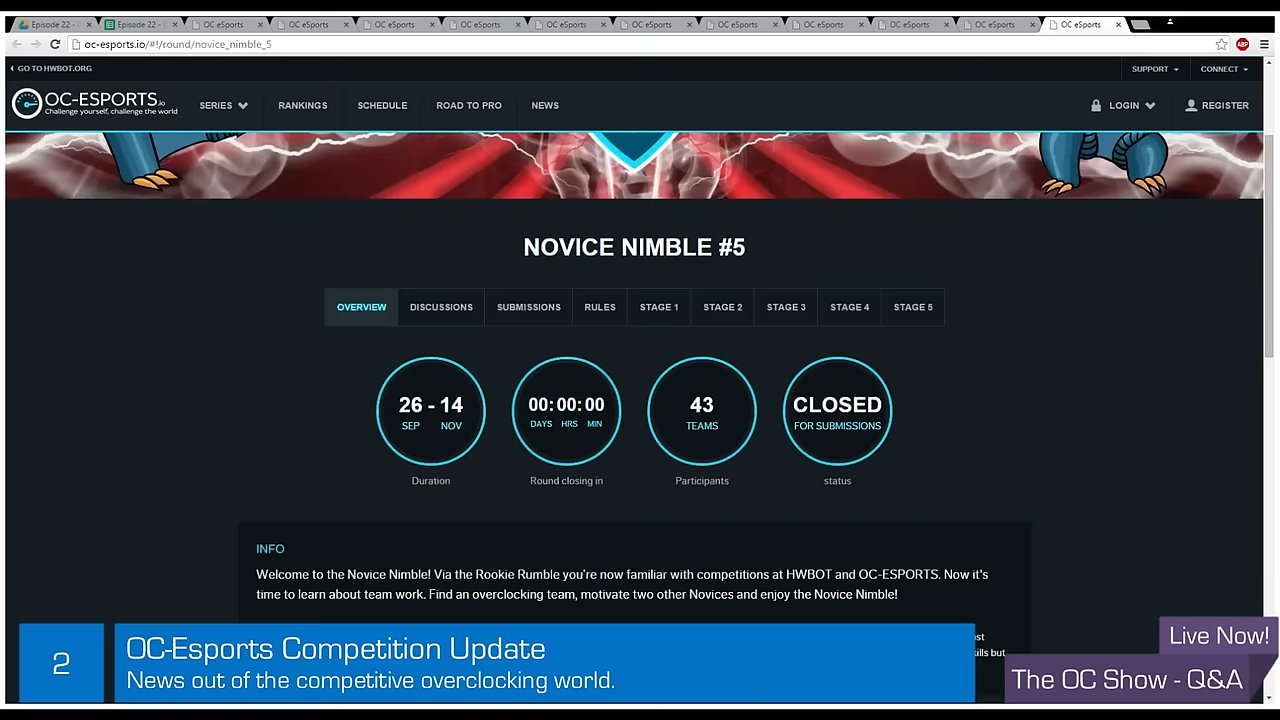 Episode 22 -
Episode 22 -
OC eSports
OC eSports
OC eSports
OC eSports
OC eSports
OC eSports
OC eSports
OC eSports
OC eSports
OC eSports
OC eSports
oc-esports.io/#!/round/novice_nimble_5
ABP
GO TO HWBOT.ORG
SUPPORT
CONNECT
OC-ESPORTS.io
Challenge yourself, challenge the world
SERIES
RANKINGS
SCHEDULE
ROAD TO PRO
NEWS
LOGIN
REGISTER
NOVICE NIMBLE #5
OVERVIEW
DISCUSSIONS
SUBMISSIONS
RULES
STAGE 1
STAGE 2
STAGE 3
STAGE 4
STAGE 5
26 - 14
SEP NOV
Duration
00:00:00
DAYS HRS MIN
Round closing in
43
TEAMS
Participants
CLOSED
FOR SUBMISSIONS
status
INFO
Welcome to the Novice Nimble! Via the Rookie Rumble you're now familiar with competitions at HWBOT and OC-ESPORTS. Now it's
time to learn about team work. Find an overclocking team, motivate two other Novices and enjoy the Novice Nimble!
but
2
OC-Esports Competition Update
News out of the competitive overclocking world.
Live Now!
The OC Show - Q&A